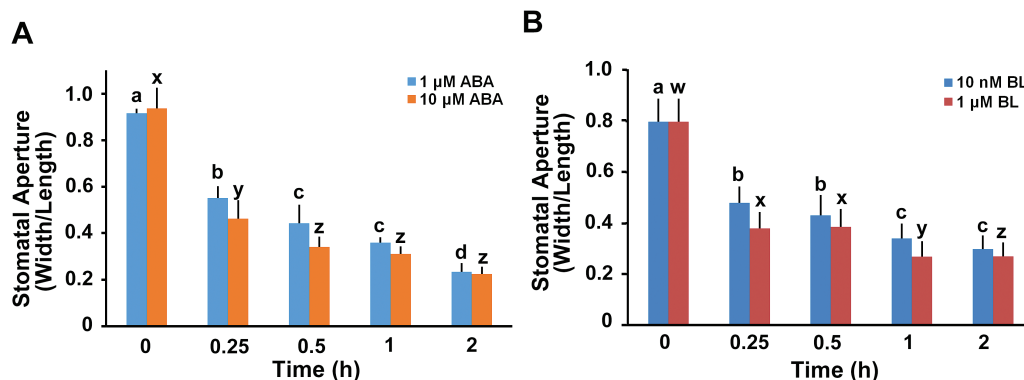 A
1 µM ABA
10 µM ABA
Stomatal Aperture
(Width/Length)
1.0
0.8
0.6
0.4
0.2
0
a x
b y
c z
c z
d z
0 0.25 0.5 1 2
Time (h)
B
10 nM BL
1 µM BL
Stomatal Aperture
(Width/Length)
1.0
0.8
0.6
0.4
0.2
0
a w
b x
b x
c y
c z
0 0.25 0.5 1 2
Time (h)